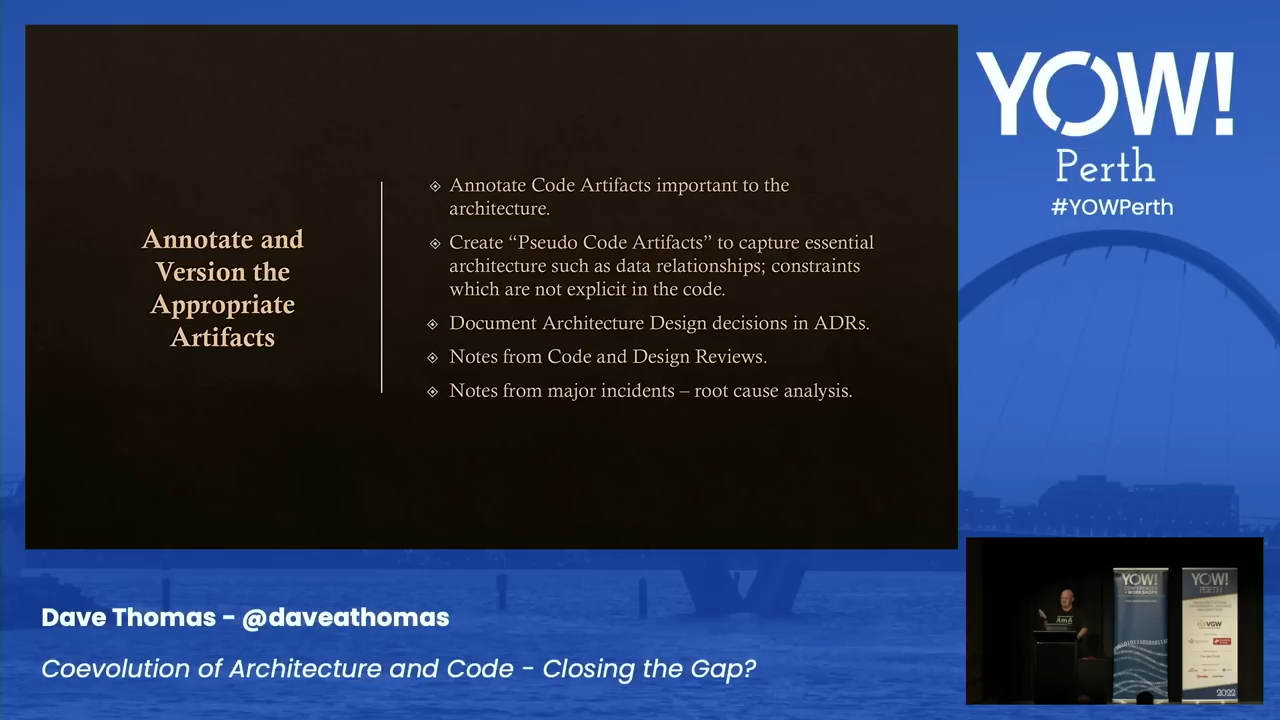 Annotate and
Version the
Appropriate
Artifacts
Annotate Code Artifacts important to the
architecture.
Create “Pseudo Code Artifacts” to capture essential
architecture such as data relationships; constraints
which are not explicit in the code.
Document Architecture Design decisions in ADRs.
Notes from Code and Design Reviews.
Notes from major incidents – root cause analysis.
YOW!
Perth
#YOWPerth
Dave Thomas - @daveathomas
Coevolution of Architecture and Code - Closing the Gap?
YOW!
YOW!
PERTH
VGW
2022